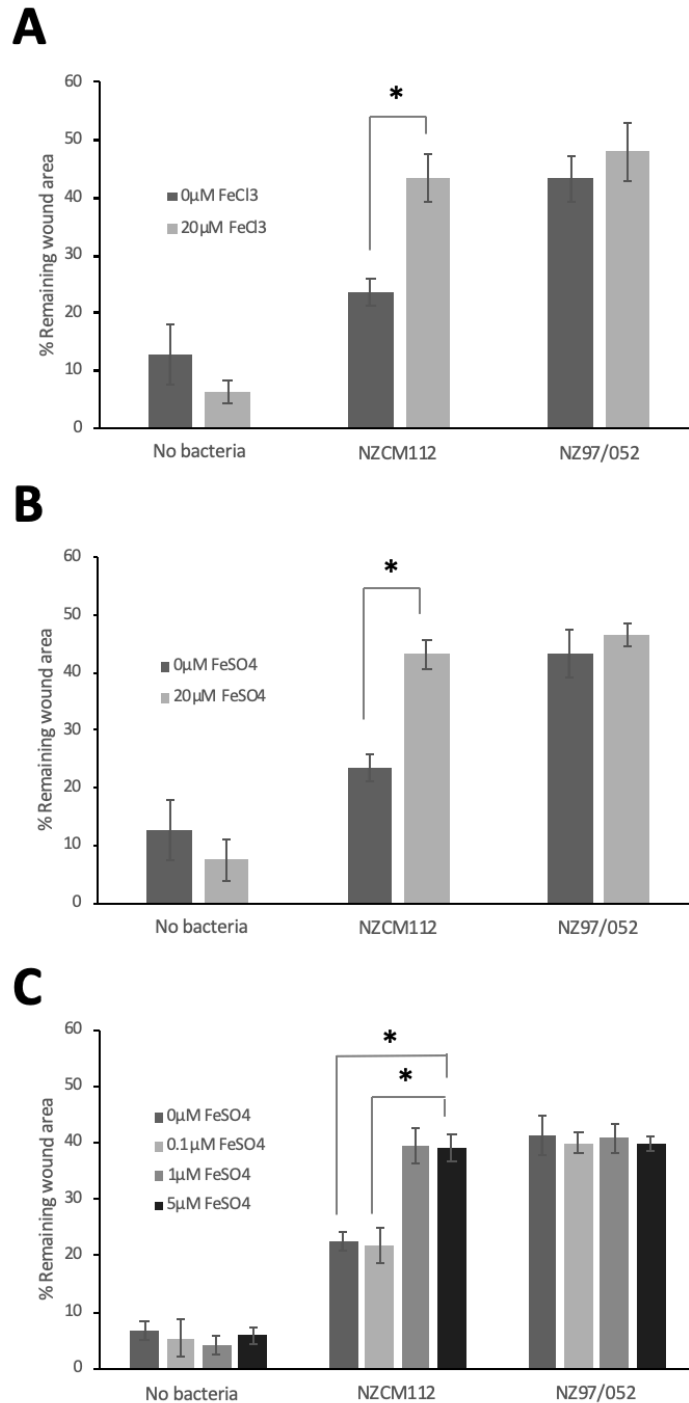 A
60
50
40
30
20
10
0
% Remaining wound area
0μM FeCl3
20μM FeCl3
*
No bacteria
NZCM112
NZ97/052
B
60
50
40
30
20
10
0
% Remaining wound area
0μM FeSO4
20μM FeSO4
*
No bacteria
NZCM112
NZ97/052
C
60
50
40
30
20
10
0
% Remaining wound area
0μM FeSO4
0.1μM FeSO4
1μM FeSO4
5μM FeSO4
*
*
No bacteria
NZCM112
NZ97/052